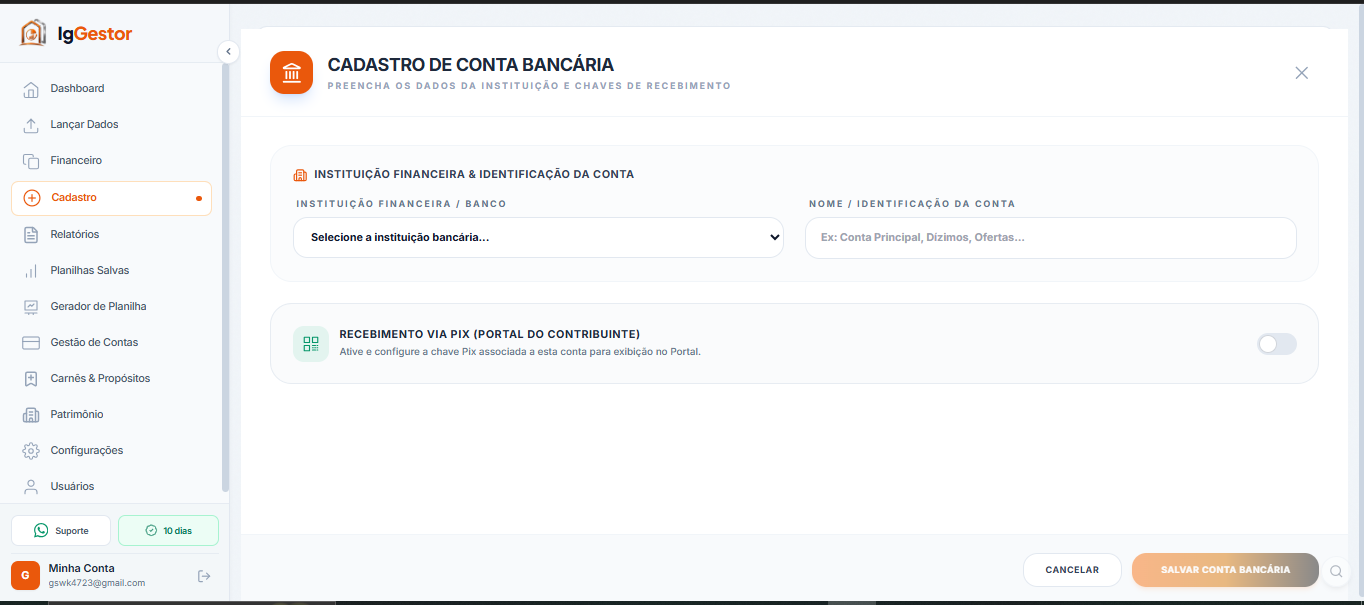 IgGestor
Dashboard
Lançar Dados
Financeiro
Cadastro
Relatórios
Planilhas Salvas
Gerador de Planilha
Gestão de Contas
Carnês & Propósitos
Patrimônio
Configurações
Usuários
Suporte
10 dias
G
Minha Conta
gswk4723@gmail.com
CADASTRO DE CONTA BANCÁRIA
PREENCHA OS DADOS DA INSTITUIÇÃO E CHAVES DE RECEBIMENTO
INSTITUIÇÃO FINANCEIRA & IDENTIFICAÇÃO DA CONTA
INSTITUIÇÃO FINANCEIRA / BANCO
Selecione a instituição bancária...
NOME / IDENTIFICAÇÃO DA CONTA
Ex: Conta Principal, Dízimos, Ofertas...
RECEBIMENTO VIA PIX (PORTAL DO CONTRIBUINTE)
Ative e configure a chave Pix associada a esta conta para exibição no Portal.
CANCELAR
SALVAR CONTA BANCÁRIA